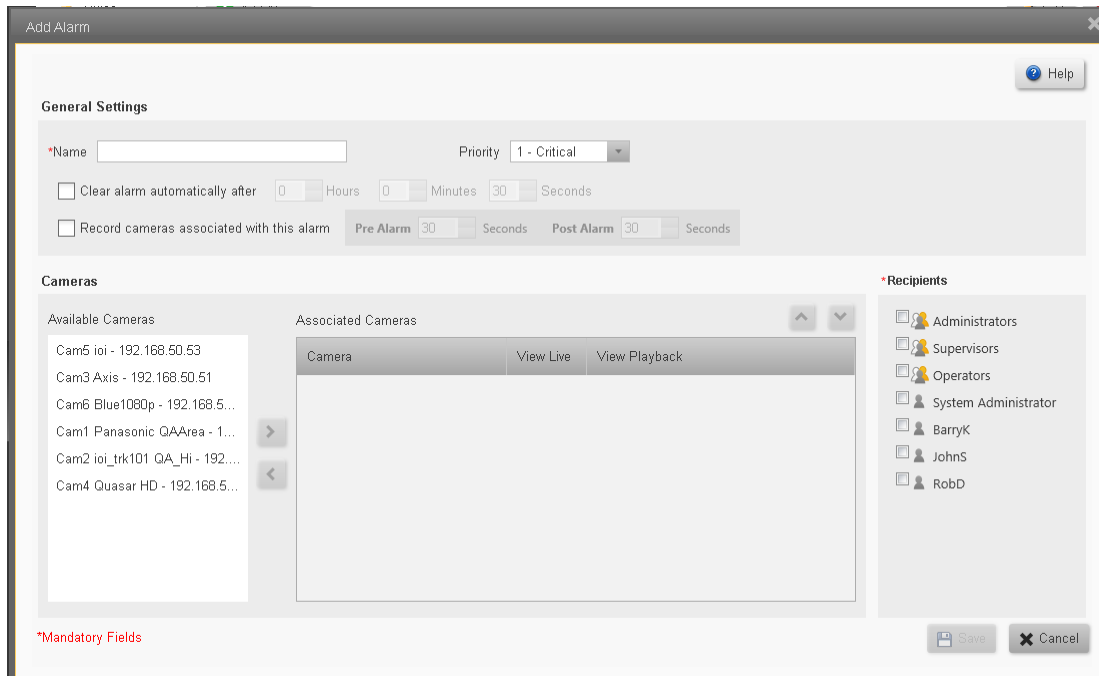 Add Alarm
Help
General Settings
*Name Priority 1 - Critical
Clear alarm automatically after 0 Hours 0 Minutes 30 Seconds
Record cameras associated with this alarm Pre Alarm 30 Seconds Post Alarm 30 Seconds
Cameras
Available Cameras
Cam5 ioi - 192.168.50.53
Cam3 Axis - 192.168.50.51
Cam6 Blue1080p - 192.168.5...
Cam1 Panasonic QAArea - 1...
Cam2 ioi_trk101 QA_Hi - 192....
Cam4 Quasar HD - 192.168.5...
Associated Cameras
Camera View Live View Playback
*Recipients
Administrators
Supervisors
Operators
System Administrator
BarryK
JohnS
RobD
*Mandatory Fields
Save Cancel